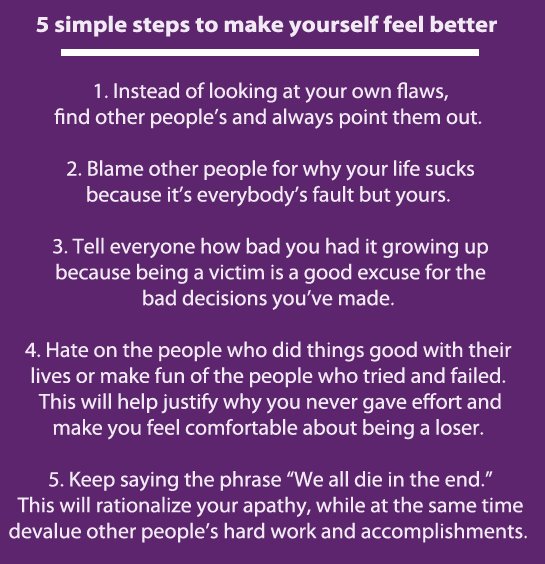 5 simple steps to make yourself feel better
1. Instead of looking at your own flaws,
find other people's and always point them out.
2. Blame other people for why your life sucks
because it's everybody's fault but yours.
3. Tell everyone how bad you had it growing up
because being a victim is a good excuse for the
bad decisions you've made.
4. Hate on the people who did things good with their
lives or make fun of the people who tried and failed.
This will help justify why you never gave effort and
make you feel comfortable about being a loser.
5. Keep saying the phrase “We all die in the end.”
This will rationalize your apathy, while at the same time
devalue other people's hard work and accomplishments.